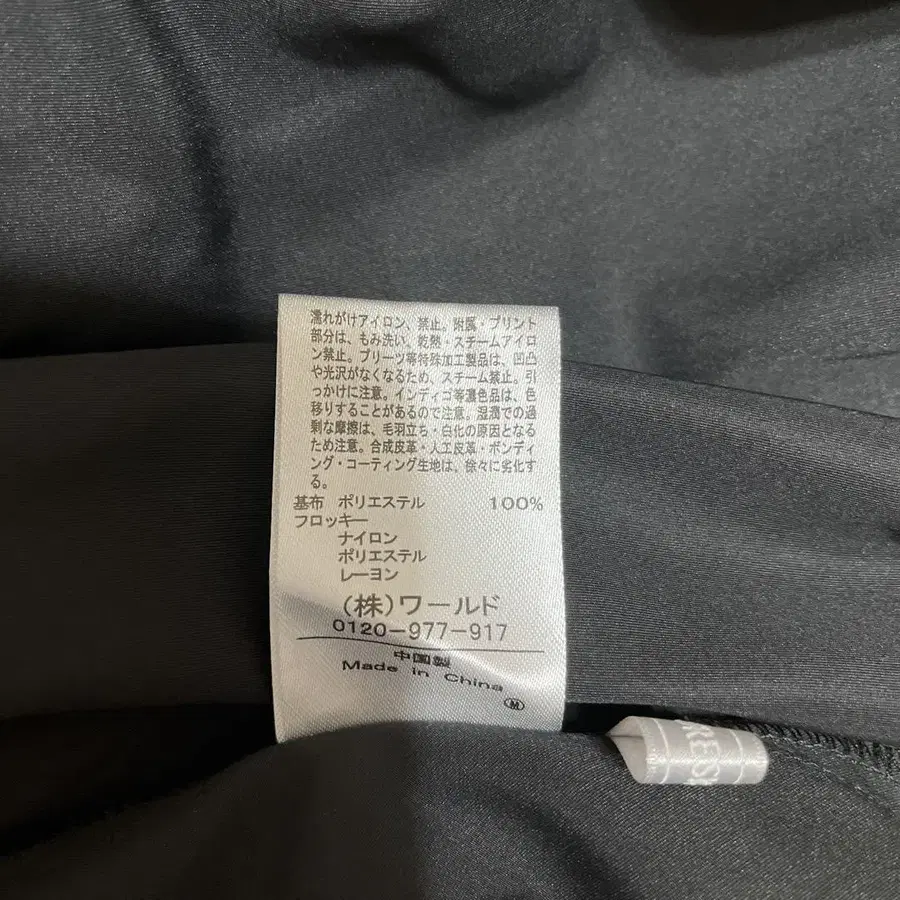 濡れがけアイロン、禁止。附属・プリント
部分は、もみ洗い、乾熱・スチームアイロ
ン禁止。プリーツ等特殊加工製品は、凹凸
や光沢がなくなるため、スチーム禁止。引
っかけに注意。インディゴ等濃色品は、色
移りすることがあるので注意。湿潤での過
剰な摩擦は、毛羽立ち・白化の原因となる
ため注意。合成皮革・人工皮革・ボンディ
ング・コーティング生地は、徐々に劣化す
る。
基布 ポリエステル 100%
フロッキー
ナイロン
ポリエステル
レーヨン
(株)ワールド
0120-977-917
中国製
Made in China
M